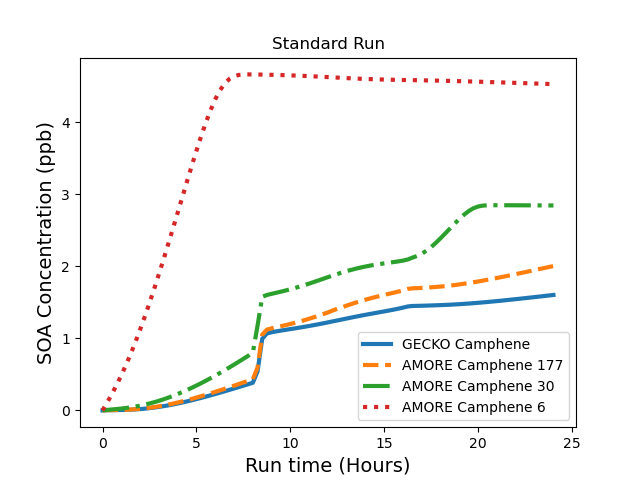 Standard Run
SOA Concentration (ppb)
4
3
2
1
0
0 5 10 15 20 25
Run time (Hours)
GECKO Camphene
AMORE Camphene 177
AMORE Camphene 30
AMORE Camphene 6